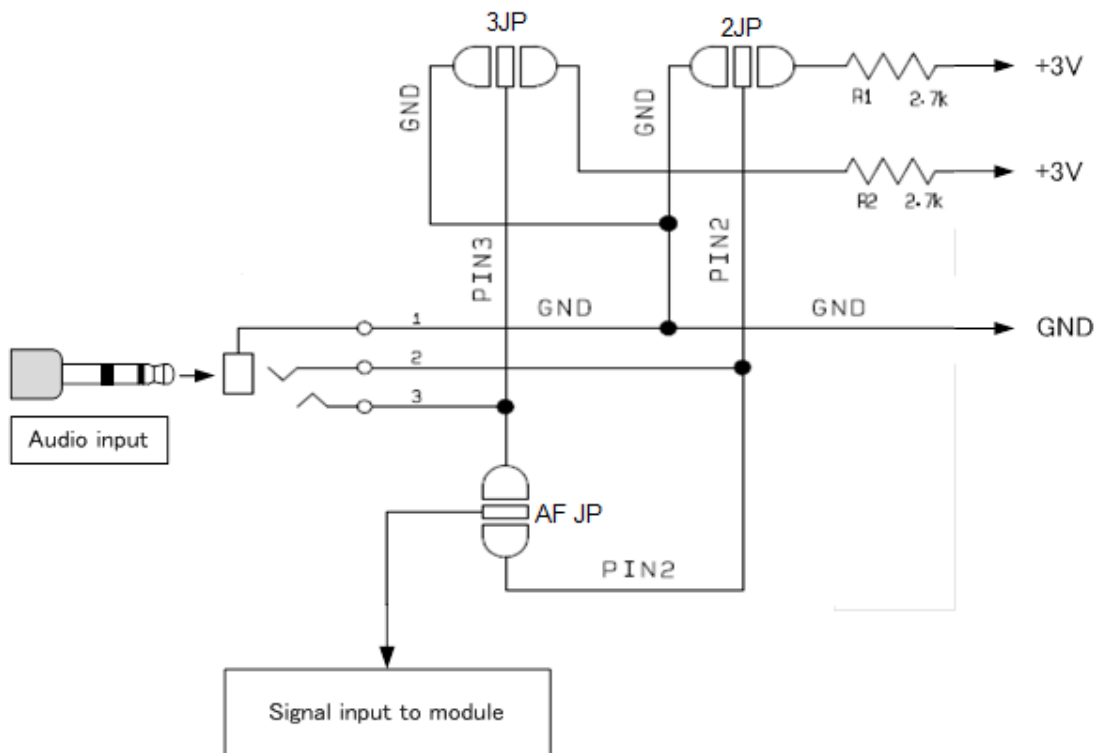 3JP
2JP
+3V
R1 2.7k
GND
GND
+3V
R2 2.7k
PIN3
PIN2
1
GND
GND
GND
2
3
Audio input
AF JP
PIN2
Signal input to module